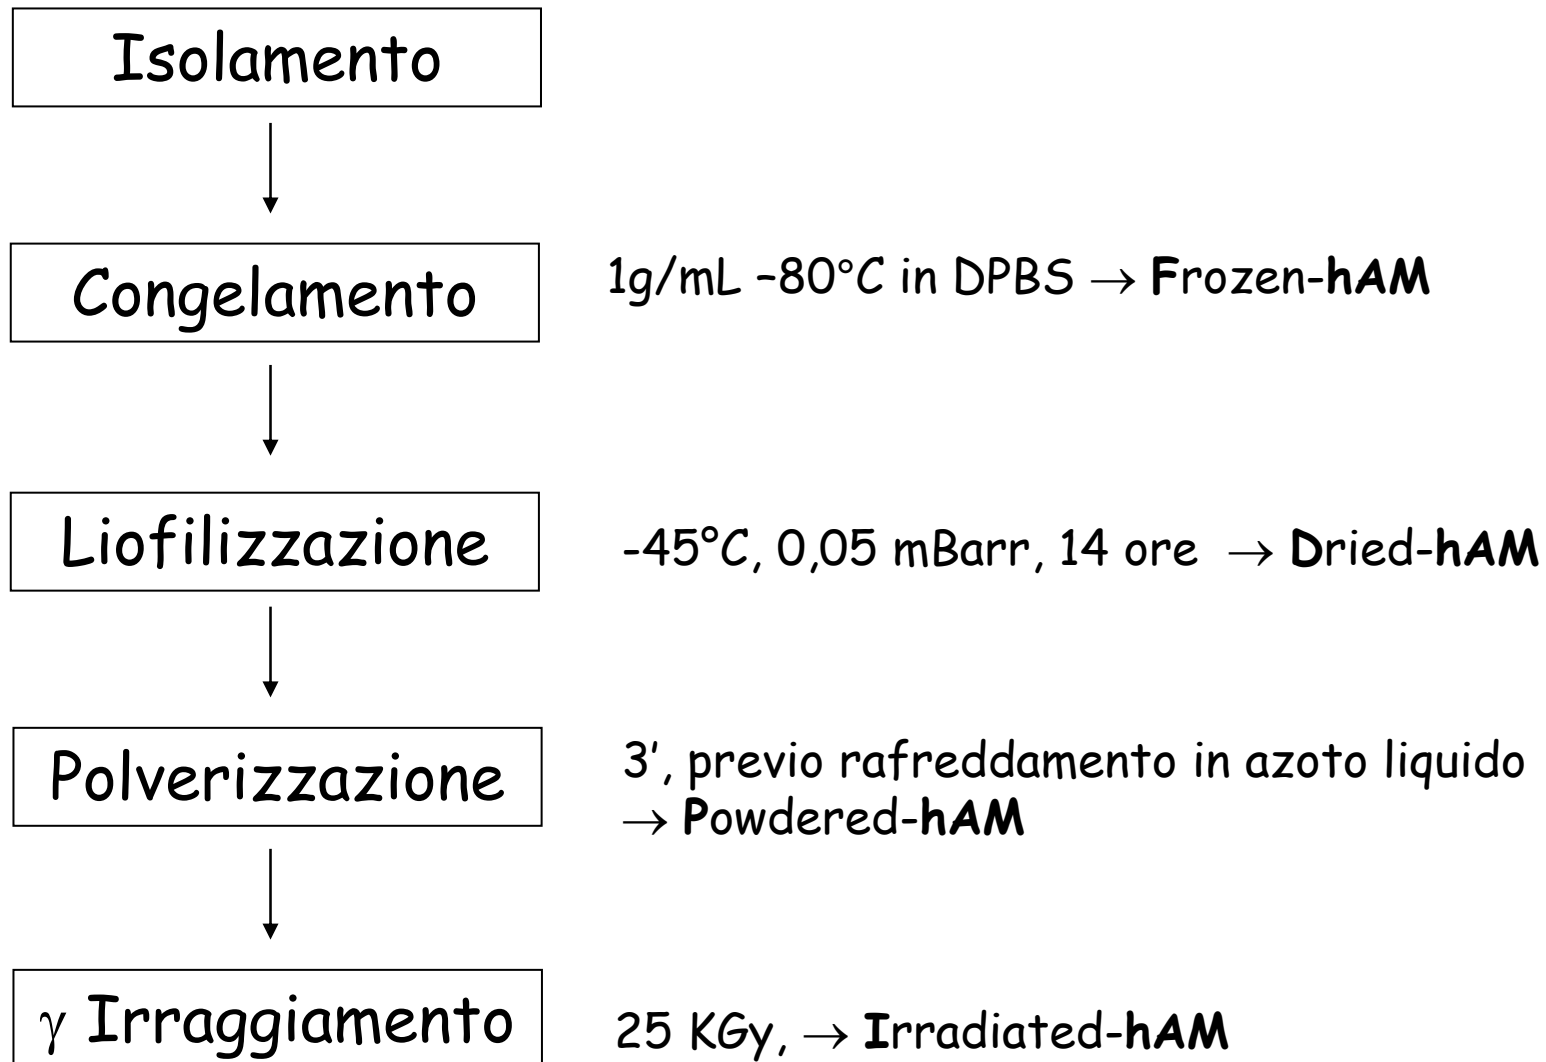 Isolamento
Congelamento
1g/mL –80°C in DPBS → Frozen-hAM
Liofilizzazione
-45°C, 0,05 mBarr, 14 ore → Dried-hAM
Polverizzazione
3', previo rafreddamento in azoto liquido
→ Powdered-hAM
γ Irraggiamento
25 KGy, → Irradiated-hAM